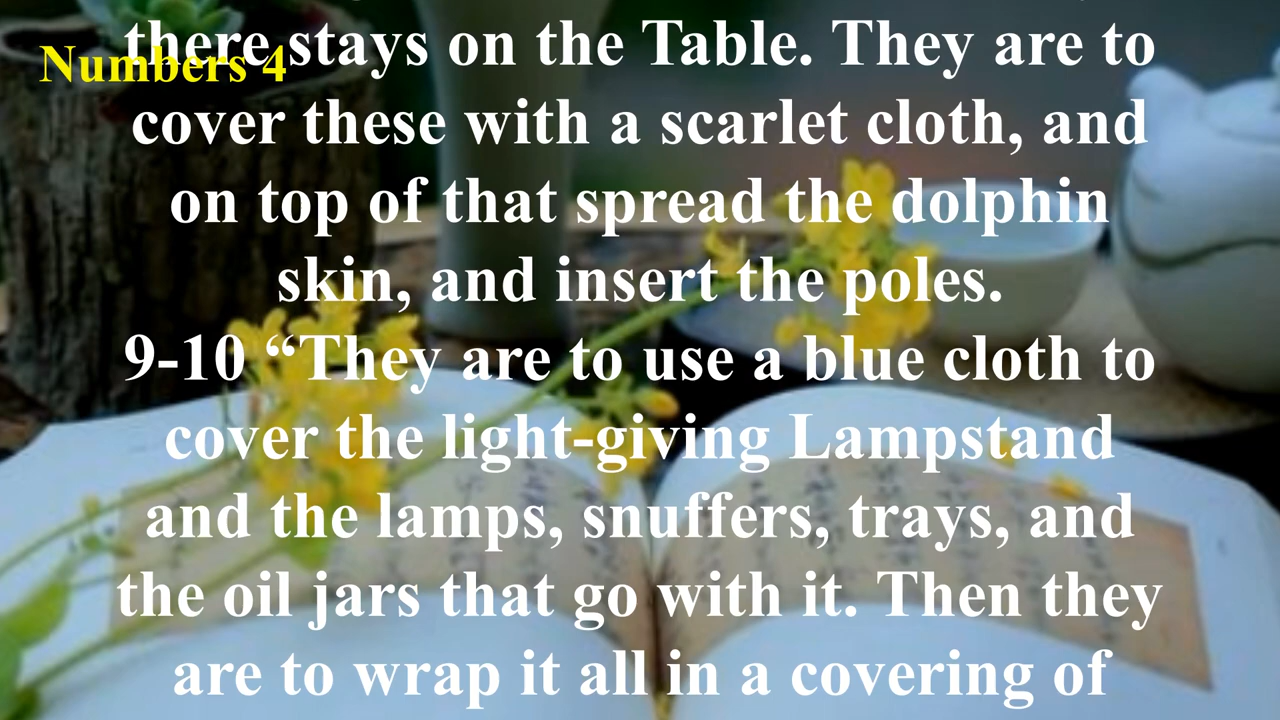 Numbers 4
there stays on the Table. They are to
cover these with a scarlet cloth, and
on top of that spread the dolphin
skin, and insert the poles.
9-10 “They are to use a blue cloth to
cover the light-giving Lampstand
and the lamps, snuffers, trays, and
the oil jars that go with it. Then they
are to wrap it all in a covering of